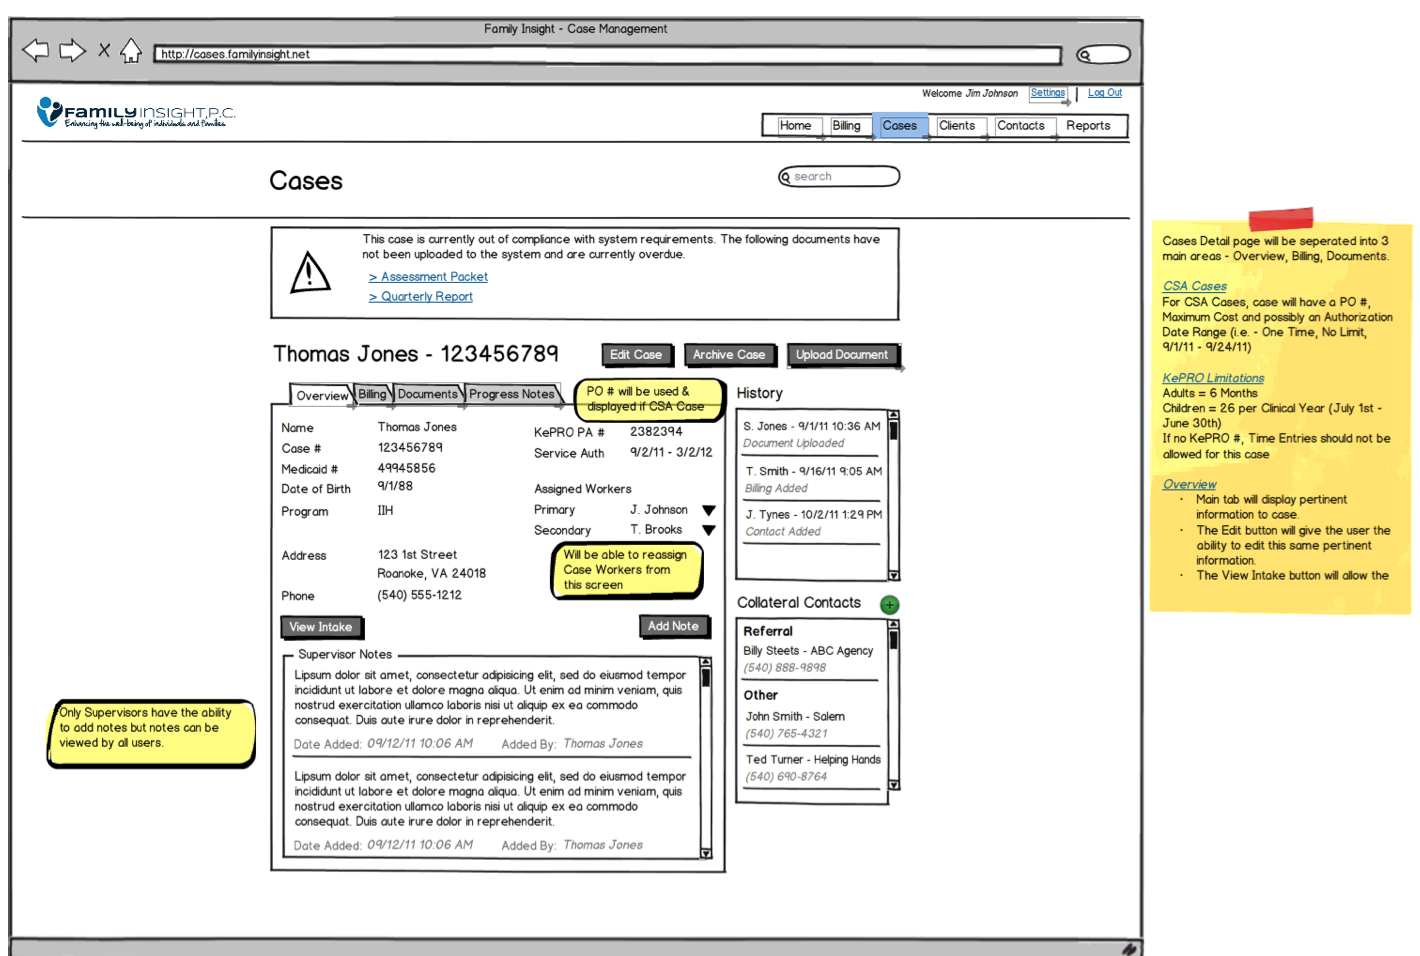 Family Insight - Case Management
http://cases.familyinsight.net
FAMILY INSIGHT, P.C.
Enhancing the well-being of individuals and families
Welcome Jim Johnson Settings Log Out
Home Billing Cases Clients Contacts Reports
Cases
search
This case is currently out of compliance with system requirements. The following documents have
not been uploaded to the system and are currently overdue.
> Assessment Packet
> Quarterly Report
Thomas Jones - 123456789
Edit Case Archive Case Upload Document
Overview Billing Documents Progress Notes
PO # will be used &
displayed if CSA Case
Name Thomas Jones
Case # 123456789
Medicaid # 49945856
Date of Birth 9/1/88
Program IIH
Address 123 1st Street
Roanoke, VA 24018
Phone (540) 555-1212
KePRO PA # 2382394
Service Auth 9/2/11 - 3/2/12
Assigned Workers
Primary J. Johnson
Secondary T. Brooks
Will be able to reassign
Case Workers from
this screen
View Intake Add Note
Supervisor Notes
Lipsum dolor sit amet, consectetur adipisicing elit, sed do eiusmod tempor
incididunt ut labore et dolore magna aliqua. Ut enim ad minim veniam, quis
nostrud exercitation ullamco laboris nisi ut aliquip ex ea commodo
consequat. Duis aute irure dolor in reprehenderit.
Date Added: 09/12/11 10:06 AM Added By: Thomas Jones
Lipsum dolor sit amet, consectetur adipisicing elit, sed do eiusmod tempor
incididunt ut labore et dolore magna aliqua. Ut enim ad minim veniam, quis
nostrud exercitation ullamco laboris nisi ut aliquip ex ea commodo
consequat. Duis aute irure dolor in reprehenderit.
Date Added: 09/12/11 10:06 AM Added By: Thomas Jones
Only Supervisors have the ability
to add notes but notes can be
viewed by all users.
History
S. Jones - 9/1/11 10:36 AM
Document Uploaded
T. Smith - 9/16/11 9:05 AM
Billing Added
J. Tynes - 10/2/11 1:29 PM
Contact Added
Collateral Contacts
Referral
Billy Steets - ABC Agency
(540) 888-9898
Other
John Smith - Salem
(540) 765-4321
Ted Turner - Helping Hands
(540) 690-8764
Cases Detail page will be seperated into 3
main areas - Overview, Billing, Documents.
CSA Cases
For CSA Cases, case will have a PO #,
Maximum Cost and possibly an Authorization
Date Range (i.e. - One Time, No Limit,
9/1/11 - 9/24/11)
KePRO Limitations
Adults = 6 Months
Children = 26 per Clinical Year (July 1st -
June 30th)
If no KePRO #, Time Entries should not be
allowed for this case
Overview
· Main tab will display pertinent
information to case.
· The Edit button will give the user the
ability to edit this same pertinent
information.
· The View Intake button will allow the